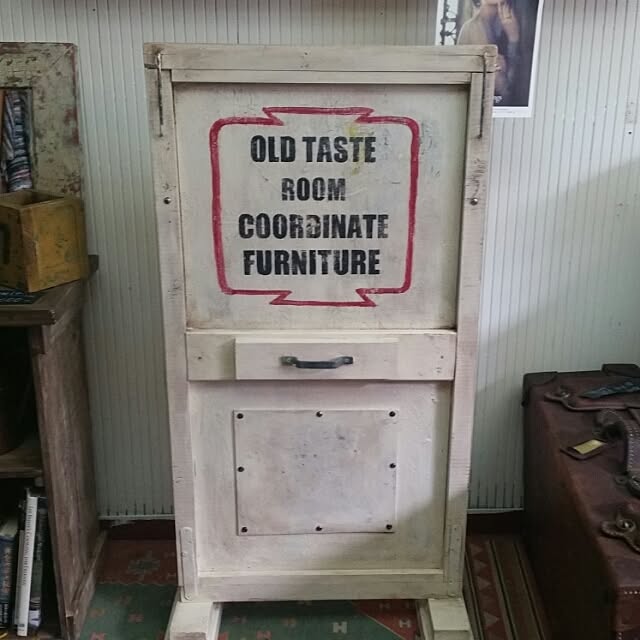 OLD TASTE
ROOM
COORDINATE
FURNITURE